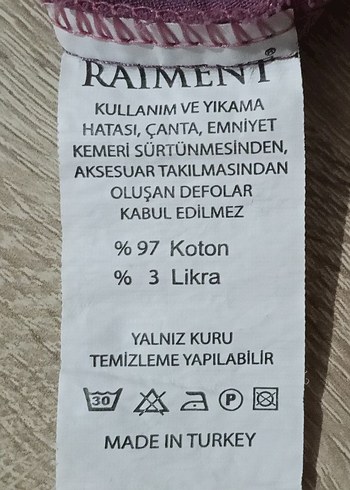 RAIMENT®
KULLANIM VE YIKAMA
HATASI, ÇANTA, EMNİYET
KEMERİ SÜRTÜNMESİNDEN,
AKSESUAR TAKILMASINDAN
OLUŞAN DEFOLAR
KABUL EDİLMEZ
% 97 Koton
% 3 Likra
YALNIZ KURU
TEMİZLEME YAPILABİLİR
30 P
MADE IN TURKEY